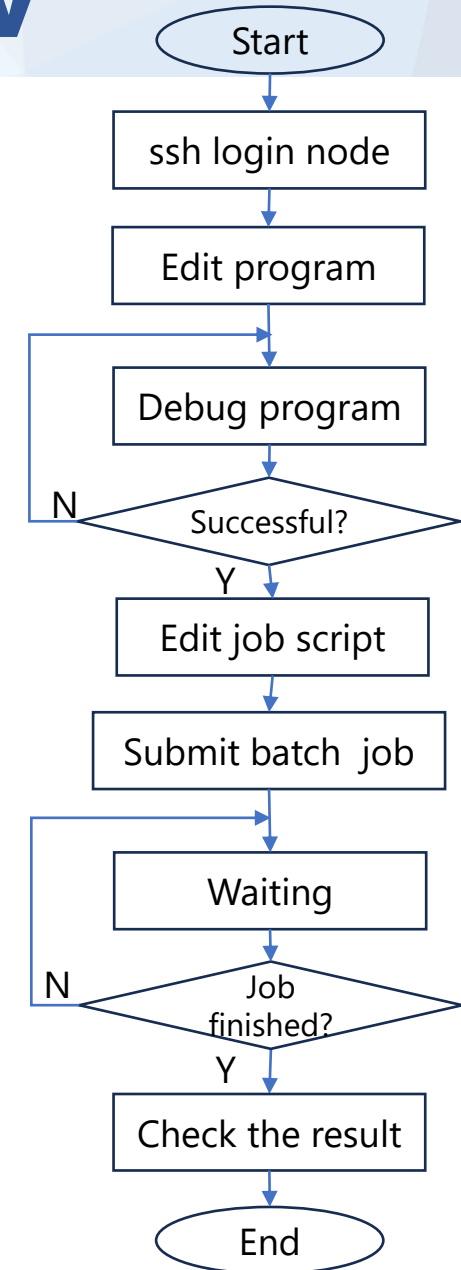 Start
ssh login node
Edit program
Debug program
N
Successful?
Y
Edit job script
Submit batch  job
Waiting
N
Job
finished?
Y
Check the result
End